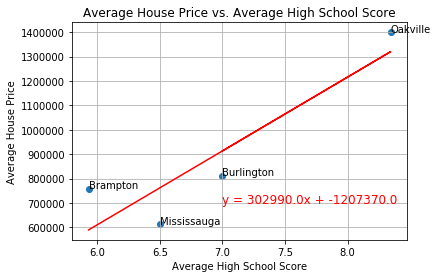 Average House Price vs. Average High School Score
Oakville
1400000
1300000
1200000
1100000
1000000
900000
800000
700000
600000
Average House Price
Burlington
Brampton
y = 302990.0x + -1207370.0
Mississauga
6.0 6.5 7.0 7.5 8.0
Average High School Score